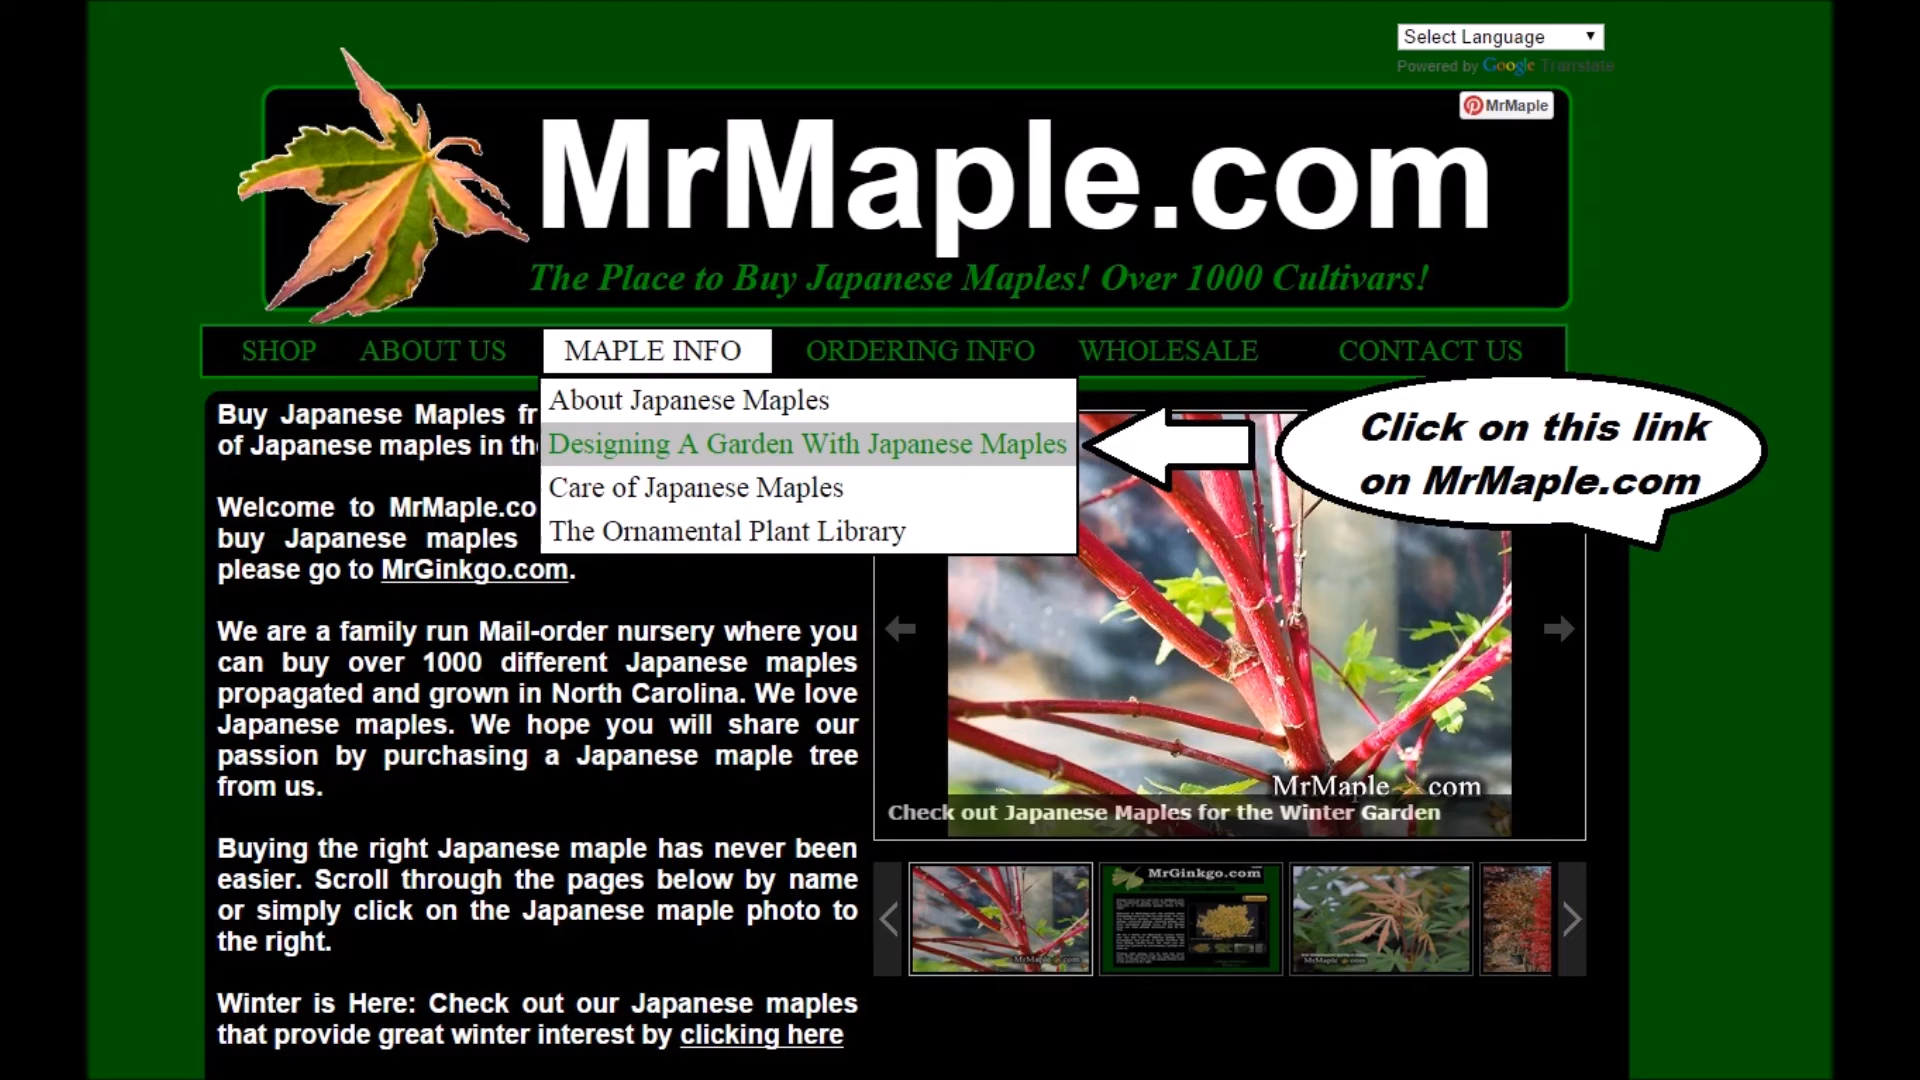 Select Language
Powered by Google Translate
MrMaple
MrMaple.com
The Place to Buy Japanese Maples! Over 1000 Cultivars!
SHOP ABOUT US MAPLE INFO ORDERING INFO WHOLESALE CONTACT US
About Japanese Maples
Designing A Garden With Japanese Maples
Care of Japanese Maples
The Ornamental Plant Library
Click on this link
on MrMaple.com
Buy Japanese Maples
of Japanese maples in
Welcome to
buy Japanese maples
please go to MrGinkgo.com.
We are a family run Mail-order nursery where you
can buy over 1000 different Japanese maples
propagated and grown in North Carolina. We love
Japanese maples. We hope you will share our
passion by purchasing a Japanese maple tree
from us.
Buying the right Japanese maple has never been
easier. Scroll through the pages below by name
or simply click on the Japanese maple photo to
the right.
Winter is Here: Check out our Japanese maples
that provide great winter interest by clicking here
MrMaple com
Check out Japanese Maples for the Winter Garden
MrMaple com
MrGinkgo.com
MrMaple com